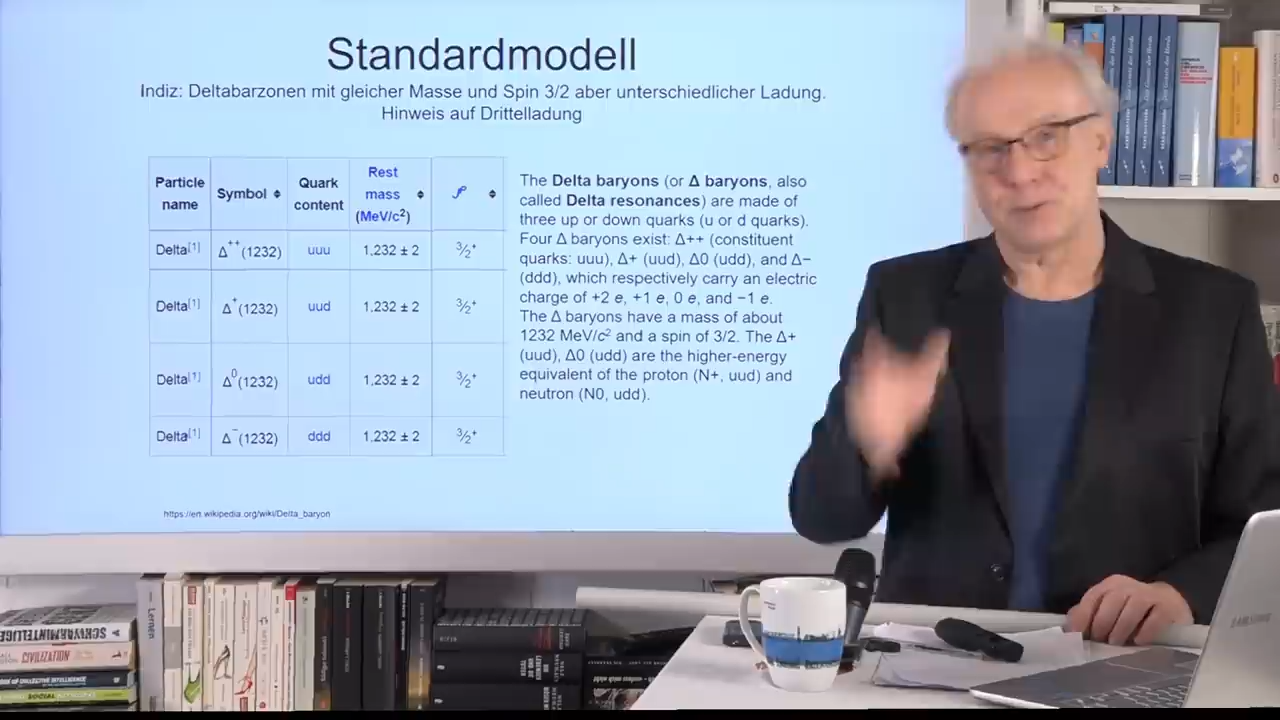 Standardmodell
Indiz: Deltabarzonen mit gleicher Masse und Spin 3/2 aber unterschiedlicher Ladung.
Hinweis auf Drittelladung
Particle name Symbol Quark content Rest mass (MeV/c²) J^P
Delta[1] Δ++(1232) uuu 1,232 ± 2 3/2+
Delta[1] Δ+(1232) uud 1,232 ± 2 3/2+
Delta[1] Δ0(1232) udd 1,232 ± 2 3/2+
Delta[1] Δ−(1232) ddd 1,232 ± 2 3/2+
The Delta baryons (or Δ baryons, also
called Delta resonances) are made of
three up or down quarks (u or d quarks).
Four Δ baryons exist: Δ++ (constituent
quarks: uuu), Δ+ (uud), Δ0 (udd), and Δ−
(ddd), which respectively carry an electric
charge of +2 e, +1 e, 0 e, and −1 e.
The Δ baryons have a mass of about
1232 MeV/c² and a spin of 3/2. The Δ+
(uud), Δ0 (udd) are the higher-energy
equivalent of the proton (N+, uud) and
neutron (N0, udd).
https://en.wikipedia.org/wiki/Delta_baryon
Lernen
SCHWARMINTELLIGE
CIVILIZATION
SOCIAL
SAMSUNG